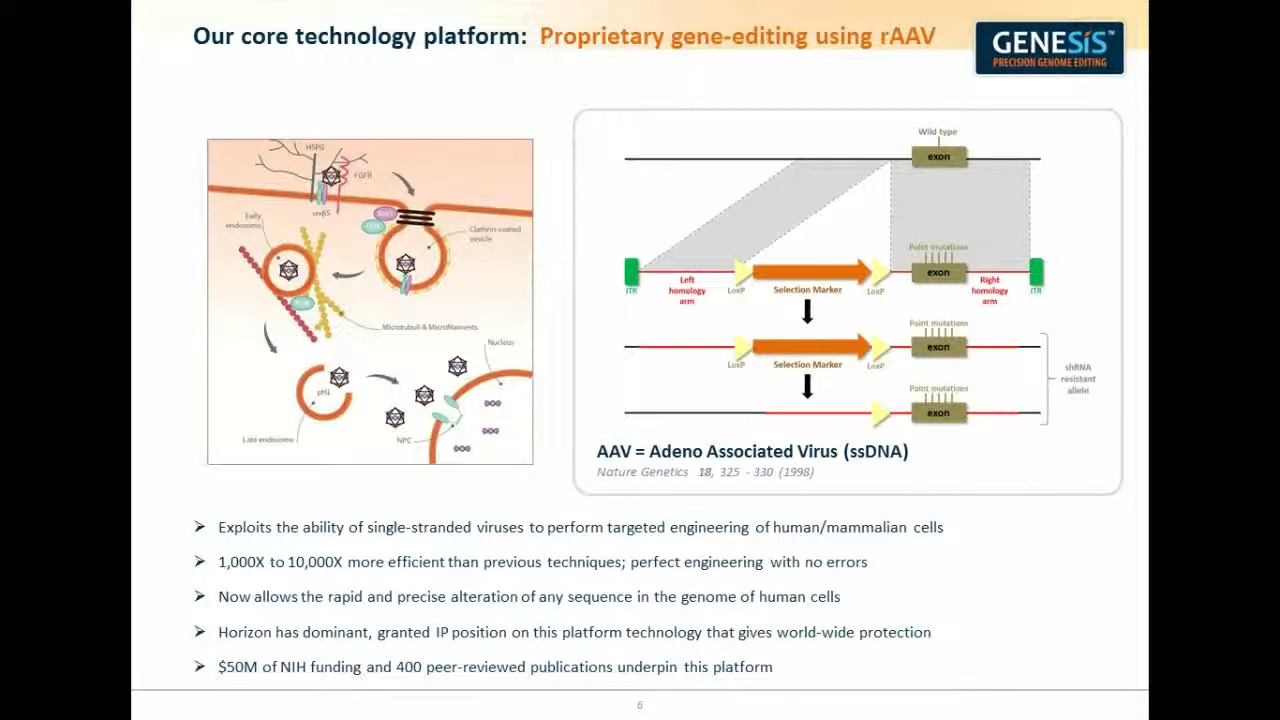 Our core technology platform: Proprietary gene-editing using rAAV
GENESIS™
PRECISION GENOME EDITING
HSPG
FGFR
αvβ5
Early
endosome
Clathrin-coated
vesicle
Microtubuli & Microfilaments
Nucleus
pH↓
Late endosome
NPC
Wild type
exon
Point mutations
exon
ITR
Left
homology
arm
LoxP
Selection Marker
LoxP
Right
homology
arm
ITR
Point mutations
exon
LoxP
Selection Marker
LoxP
shRNA
resistant
allele
Point mutations
exon
AAV = Adeno Associated Virus (ssDNA)
Nature Genetics 18, 325 - 330 (1998)
➢ Exploits the ability of single-stranded viruses to perform targeted engineering of human/mammalian cells
➢ 1,000X to 10,000X more efficient than previous techniques; perfect engineering with no errors
➢ Now allows the rapid and precise alteration of any sequence in the genome of human cells
➢ Horizon has dominant, granted IP position on this platform technology that gives world-wide protection
➢ $50M of NIH funding and 400 peer-reviewed publications underpin this platform
6